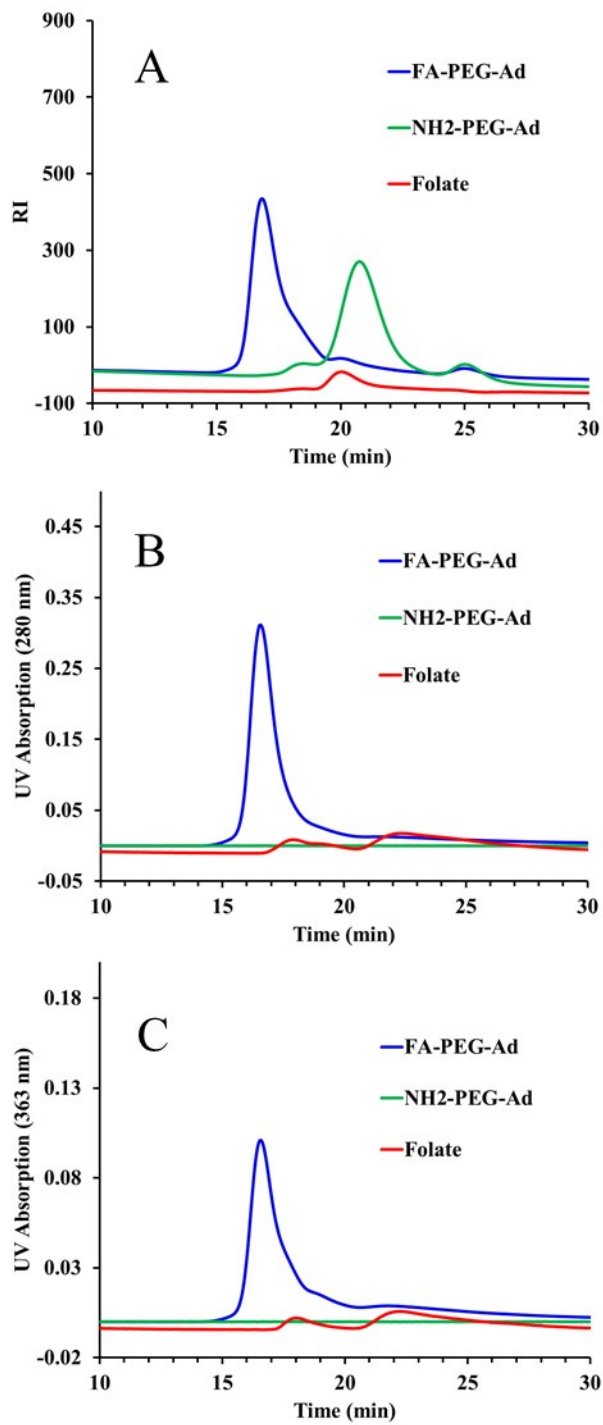 900
A
FA-PEG-Ad
700
NH2-PEG-Ad
500
Folate
RI
300
100
-100
10 15 20 25 30
Time (min)
0.45
B
FA-PEG-Ad
0.35
NH2-PEG-Ad
0.25
Folate
UV Absorption (280 nm)
0.15
0.05
-0.05
10 15 20 25 30
Time (min)
0.18
C
FA-PEG-Ad
0.13
NH2-PEG-Ad
Folate
UV Absorption (363 nm)
0.08
0.03
-0.02
10 15 20 25 30
Time (min)